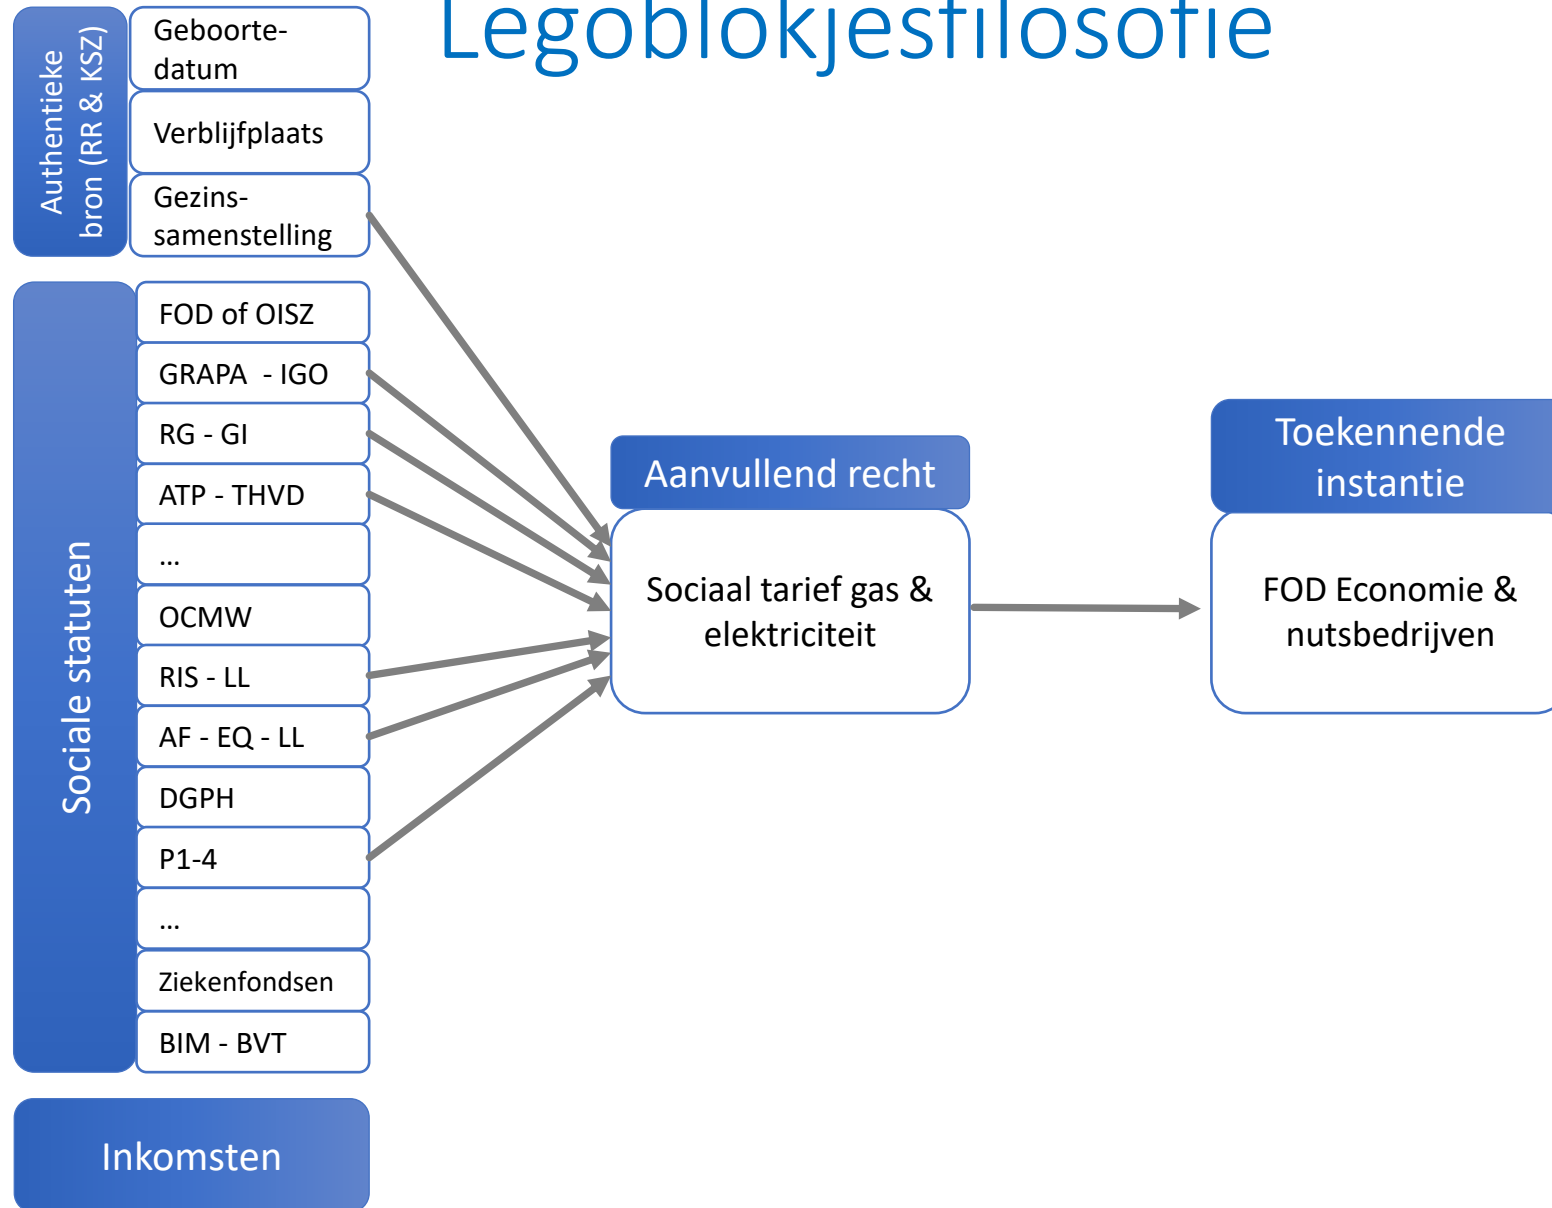 Legoblokjesfilosofie
Authentieke
bron (RR & KSZ)
Geboorte-
datum
Verblijfplaats
Gezins-
samenstelling
Sociale statuten
FOD of OISZ
GRAPA - IGO
RG - GI
ATP - THVD
...
OCMW
RIS - LL
AF - EQ - LL
DGPH
P1-4
...
Ziekenfondsen
BIM - BVT
Inkomsten
Aanvullend recht
Sociaal tarief gas &
elektriciteit
Toekennende
instantie
FOD Economie &
nutsbedrijven